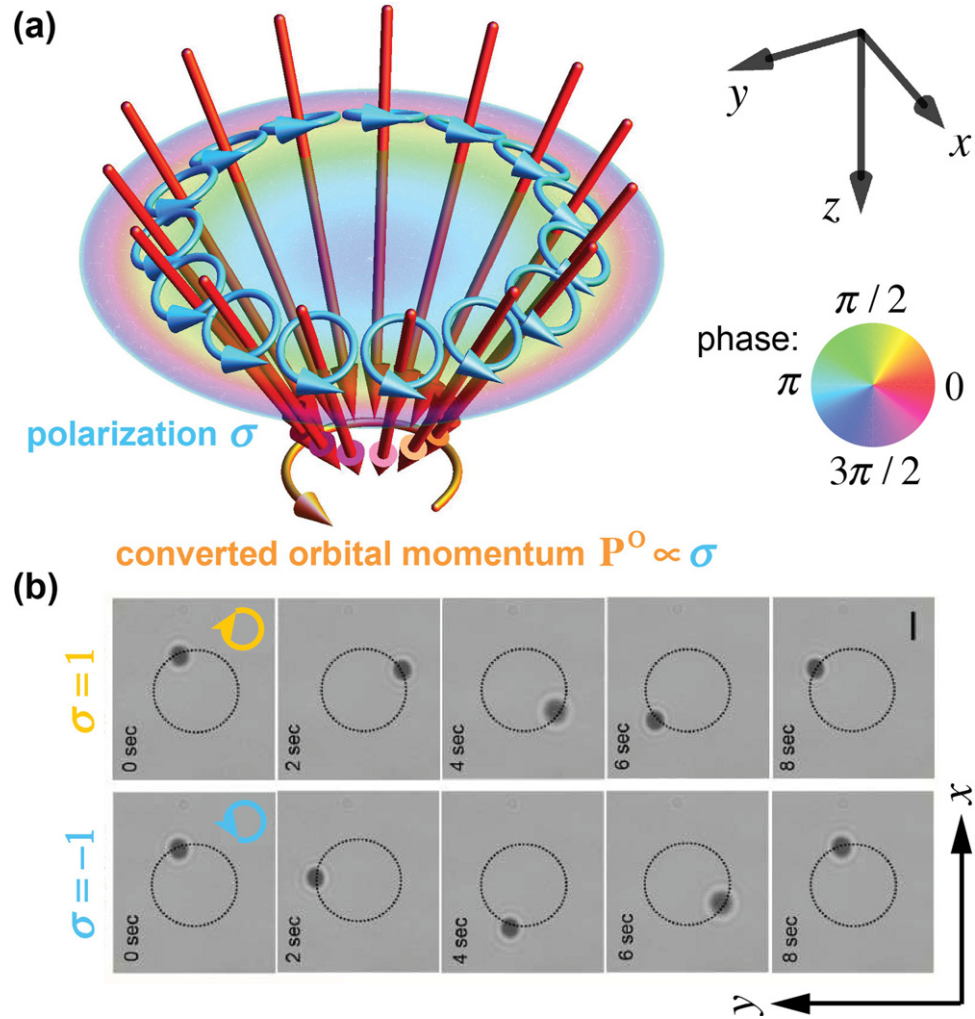 (a)
y
x
z
phase:
π / 2
π
0
3π / 2
polarization σ
converted orbital momentum P^O ∝ σ
(b)
σ = 1
0 sec
2 sec
4 sec
6 sec
8 sec
σ = −1
0 sec
2 sec
4 sec
6 sec
8 sec
x
y